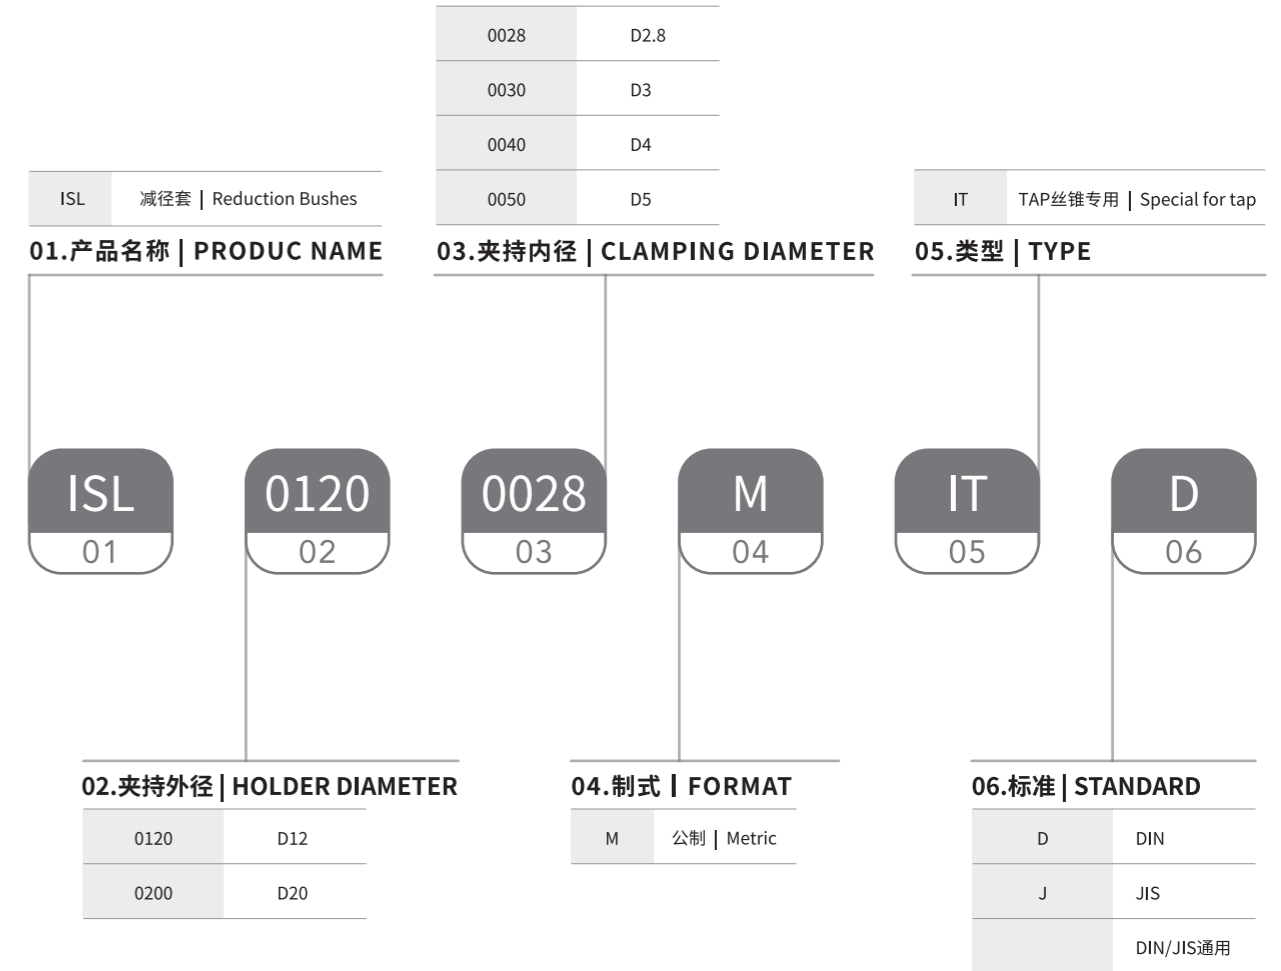 0028 D2.8
0030 D3
0040 D4
0050 D5
ISL 减径套 | Reduction Bushes
IT TAP丝锥专用 | Special for tap
01.产品名称 | PRODUC NAME
03.夹持内径 | CLAMPING DIAMETER
05.类型 | TYPE
ISL
01
0120
02
0028
03
M
04
IT
05
D
06
02.夹持外径 | HOLDER DIAMETER
0120 D12
0200 D20
04.制式 | FORMAT
M 公制 | Metric
06.标准 | STANDARD
D DIN
J JIS
DIN/JIS通用